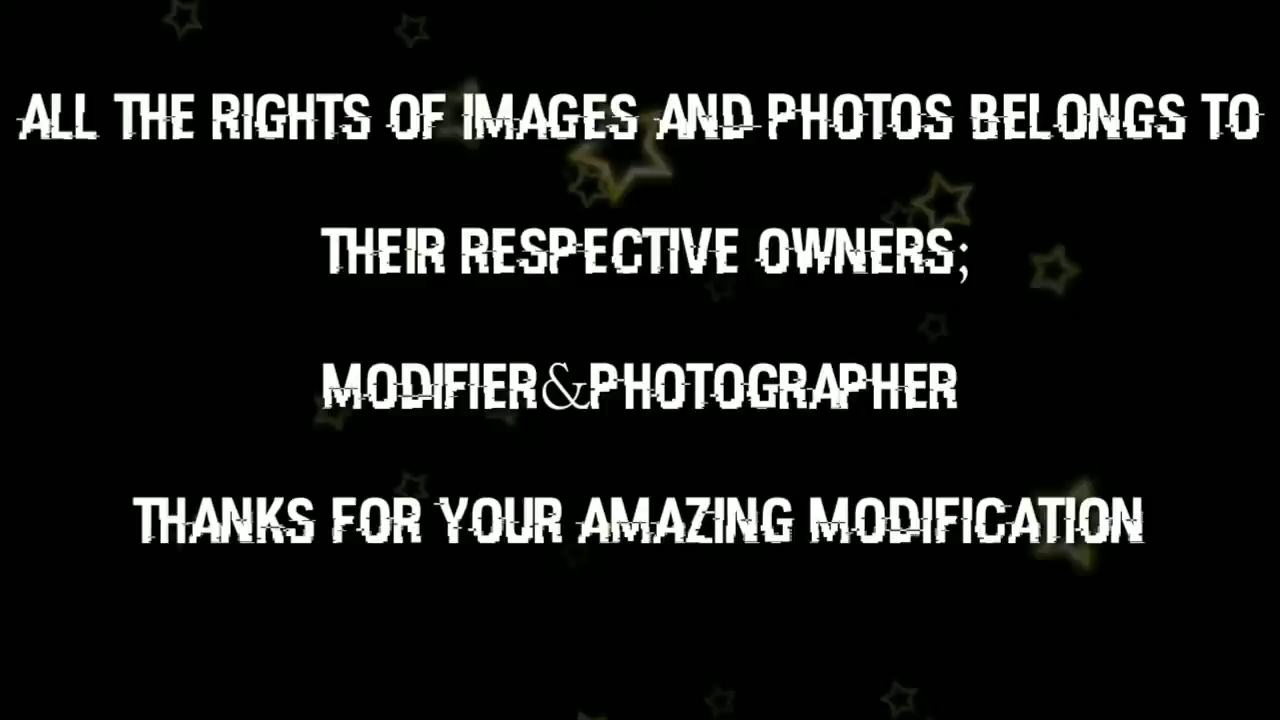 ALL THE RIGHTS OF IMAGES AND PHOTOS BELONGS TO
THEIR RESPECTIVE OWNERS;
MODIFIER&PHOTOGRAPHER
THANKS FOR YOUR AMAZING MODIFICATION